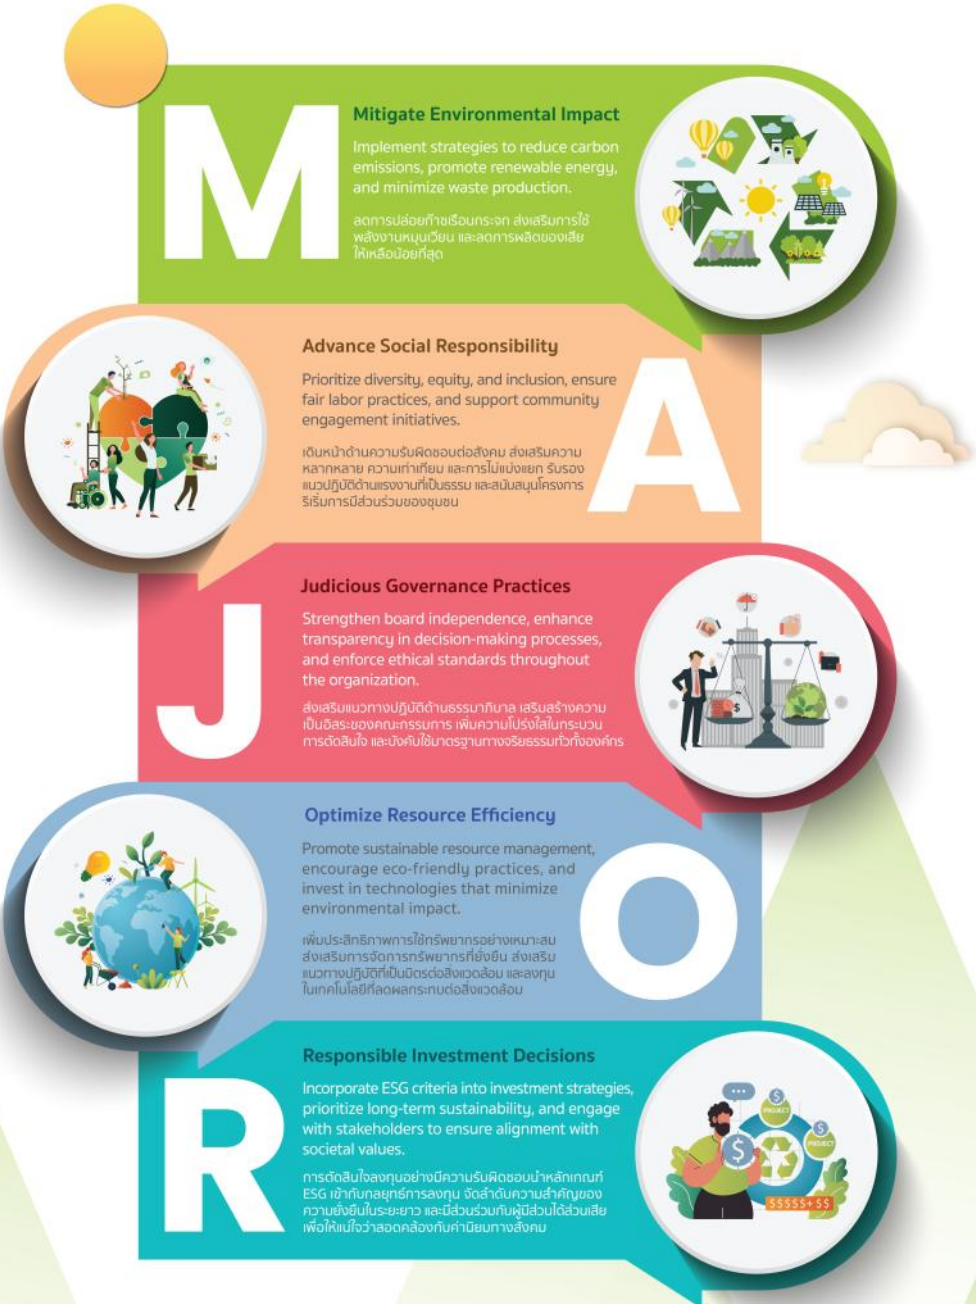 M
Mitigate Environmental Impact
Implement strategies to reduce carbon
emissions, promote renewable energy,
and minimize waste production.
ลดการปล่อยก๊าซเรือนกระจก ส่งเสริมการใช้
พลังงานหมุนเวียน และลดการผลิตของเสีย
ให้เหลือน้อยที่สุด
Advance Social Responsibility
Prioritize diversity, equity, and inclusion, ensure
fair labor practices, and support community
engagement initiatives.
เดินหน้าด้านความรับผิดชอบต่อสังคม ส่งเสริมความ
หลากหลาย ความเท่าเทียม และการไม่แบ่งแยก รับรอง
แนวปฏิบัติด้านแรงงานที่เป็นธรรม และสนับสนุนโครงการ
ริเริ่มการมีส่วนร่วมของชุมชน
A
J
Judicious Governance Practices
Strengthen board independence, enhance
transparency in decision-making processes,
and enforce ethical standards throughout
the organization.
ส่งเสริมแนวทางปฏิบัติด้านธรรมาภิบาล เสริมสร้างความ
เป็นอิสระของคณะกรรมการ เพิ่มความโปร่งใสในกระบวน
การตัดสินใจ และบังคับใช้มาตรฐานทางจริยธรรมทั่วทั้งองค์กร
$
Optimize Resource Efficiency
Promote sustainable resource management,
encourage eco-friendly practices, and
invest in technologies that minimize
environmental impact.
เพิ่มประสิทธิภาพการใช้ทรัพยากรอย่างเหมาะสม
ส่งเสริมการจัดการทรัพยากรที่ยั่งยืน ส่งเสริม
แนวทางปฏิบัติที่เป็นมิตรต่อสิ่งแวดล้อม และลงทุน
ในเทคโนโลยีที่ลดผลกระทบต่อสิ่งแวดล้อม
O
R
Responsible Investment Decisions
Incorporate ESG criteria into investment strategies,
prioritize long-term sustainability, and engage
with stakeholders to ensure alignment with
societal values.
การตัดสินใจลงทุนอย่างมีความรับผิดชอบนำหลักเกณฑ์
ESG เข้ากับกลยุทธ์การลงทุน จัดลำดับความสำคัญของ
ความยั่งยืนในระยะยาว และมีส่วนร่วมกับผู้มีส่วนได้ส่วนเสีย
เพื่อให้แน่ใจว่าสอดคล้องกับค่านิยมทางสังคม
$
PROJECT
$
PROJECT
$
$$$$$+$$